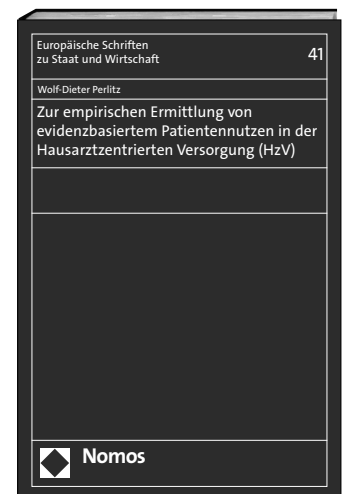 Europäische Schriften
zu Staat und Wirtschaft
41
Wolf-Dieter Perlitz
Zur empirischen Ermittlung von
evidenzbasiertem Patientennutzen in der
Hausarztzentrierten Versorgung (HzV)
Nomos